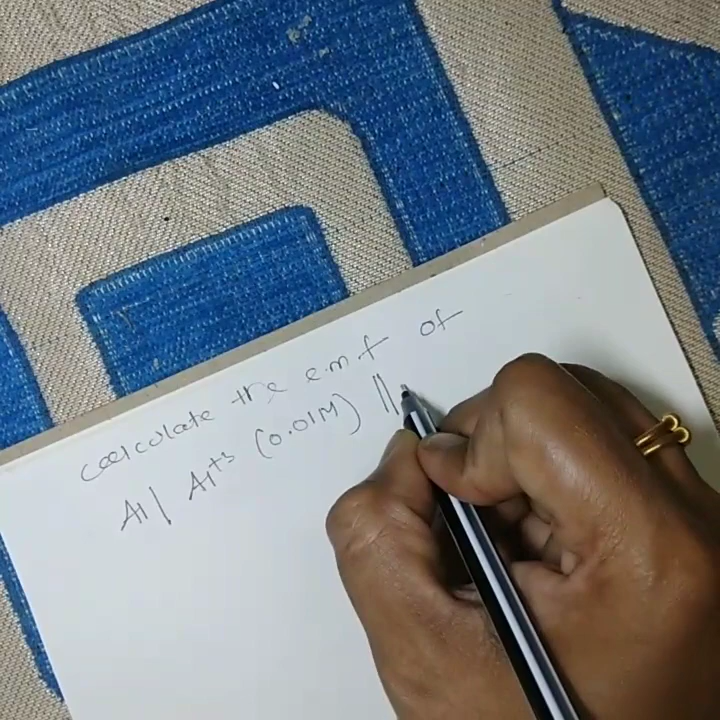 calculate the e.m.f of
Al | Al+3 (0.01M) ||